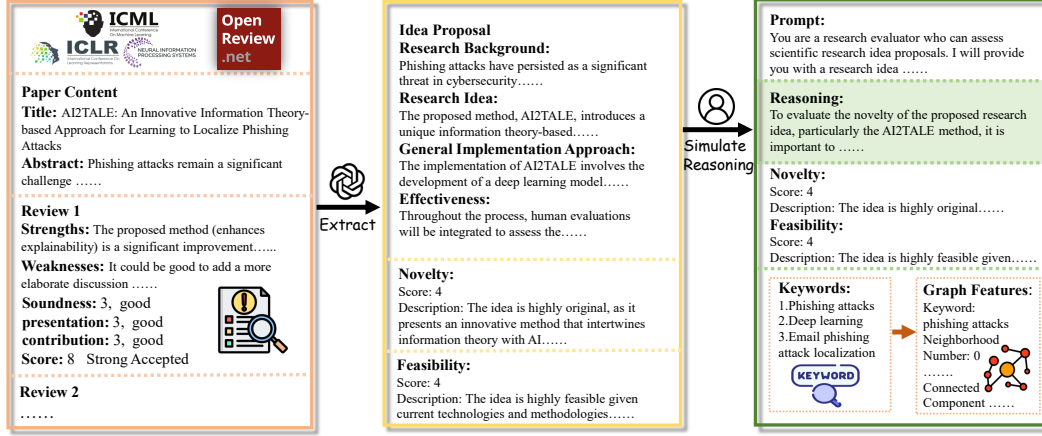 ICML
International Conference
On Machine Learning
ICLR
International Conference On
Learning Representations
NEURAL INFORMATION
PROCESSING SYSTEMS
Open
Review
.net
Paper Content
Title: AI2TALE: An Innovative Information Theory-
based Approach for Learning to Localize Phishing
Attacks
Abstract: Phishing attacks remain a significant
challenge ……
Review 1
Strengths: The proposed method (enhances
explainability) is a significant improvement…...
Weaknesses: It could be good to add a more
elaborate discussion ……
Soundness: 3, good
presentation: 3, good
contribution: 3, good
Score: 8 Strong Accepted
Review 2
……
Extract
Idea Proposal
Research Background:
Phishing attacks have persisted as a significant
threat in cybersecurity……
Research Idea:
The proposed method, AI2TALE, introduces a
unique information theory-based……
General Implementation Approach:
The implementation of AI2TALE involves the
development of a deep learning model……
Effectiveness:
Throughout the process, human evaluations
will be integrated to assess the……
Novelty:
Score: 4
Description: The idea is highly original, as it
presents an innovative method that intertwines
information theory with AI……
Feasibility:
Score: 4
Description: The idea is highly feasible given
current technologies and methodologies……
Simulate
Reasoning
Prompt:
You are a research evaluator who can assess
scientific research idea proposals. I will provide
you with a research idea ……
Reasoning:
To evaluate the novelty of the proposed research
idea, particularly the AI2TALE method, it is
important to ……
Novelty:
Score: 4
Description: The idea is highly original……
Feasibility:
Score: 4
Description: The idea is highly feasible given……
Keywords:
1.Phishing attacks
2.Deep learning
3.Email phishing
attack localization
KEYWORD
Graph Features:
Keyword:
phishing attacks
Neighborhood
Number: 0
…….
Connected
Component ……